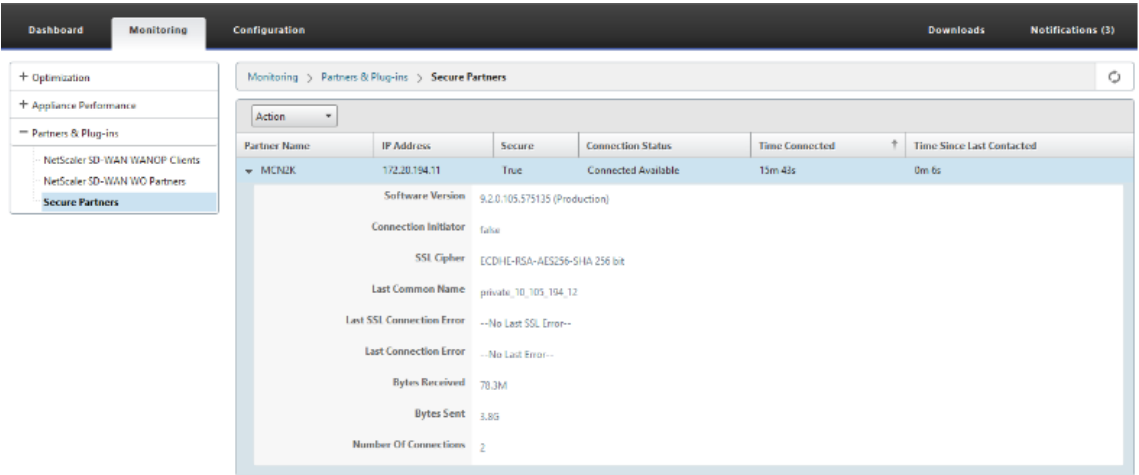 Dashboard Monitoring Configuration Downloads Notifications (3)
+ Optimization
+ Appliance Performance
− Partners & Plug-ins
NetScaler SD-WAN WANOP Clients
NetScaler SD-WAN WO Partners
Secure Partners
Monitoring > Partners & Plug-ins > Secure Partners
Action
Partner Name IP Address Secure Connection Status Time Connected ↑ Time Since Last Contacted
MCN2K 172.20.194.11 True Connected Available 15m 43s 0m 6s
Software Version 9.2.0.105.575135 (Production)
Connection Initiator false
SSL Cipher ECDHE-RSA-AES256-SHA 256 bit
Last Common Name private_10_105_194_12
Last SSL Connection Error --No Last SSL Error--
Last Connection Error --No Last Error--
Bytes Received 78.3M
Bytes Sent 3.8G
Number Of Connections 2